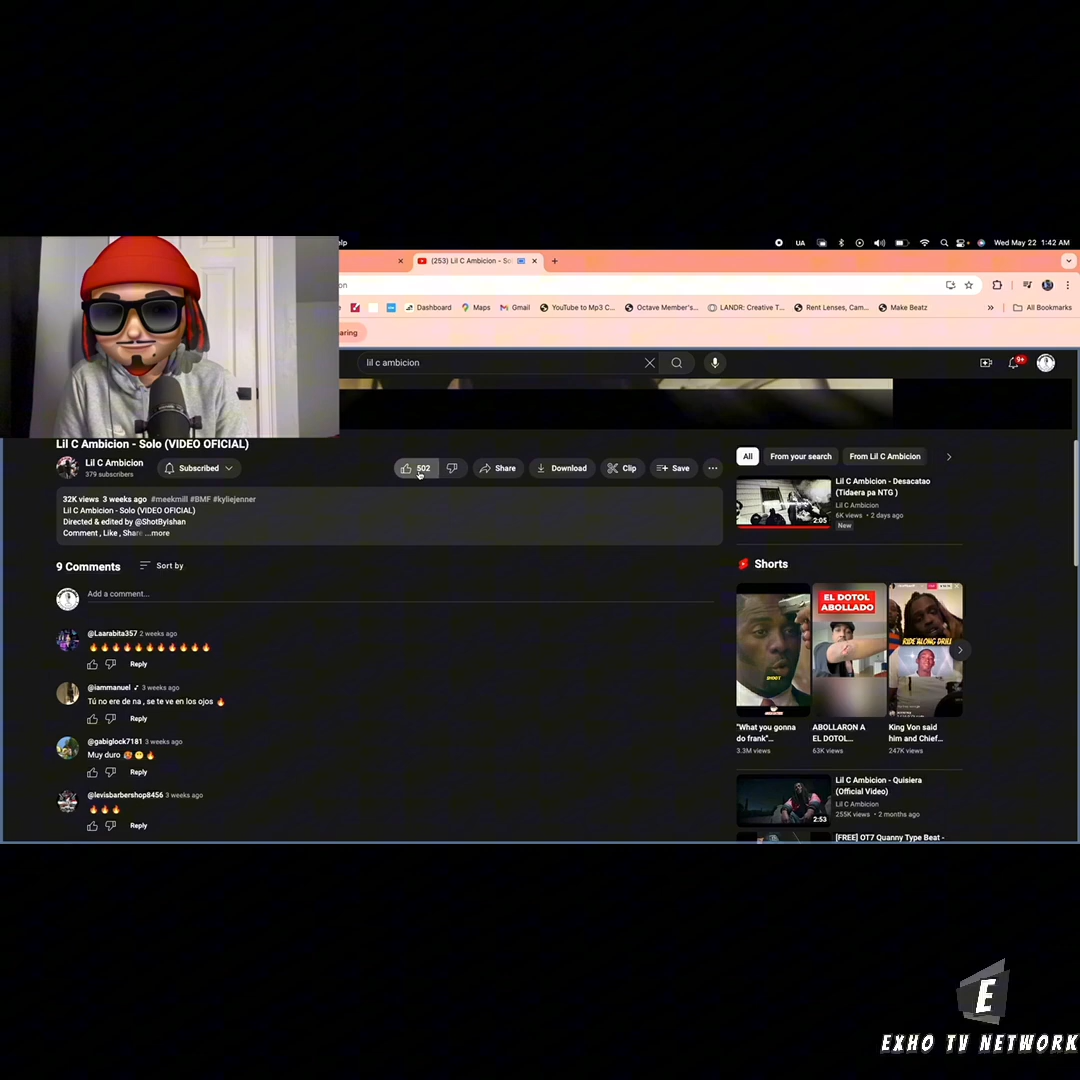 elp
UA
Wed May 22 1:42 AM
(253) Lil C Ambicion - So
on
Dashboard
Maps
Gmail
YouTube to Mp3 C...
Octave Member's...
LANDR: Creative T...
Rent Lenses, Cam...
Make Beatz
All Bookmarks
aring
lil c ambicion
9+
Lil C Ambicion - Solo (VIDEO OFICIAL)
Lil C Ambicion
379 subscribers
Subscribed
502
Share
Download
Clip
Save
32K views 3 weeks ago #meekmill #BMF #kyliejenner
Lil C Ambicion - Solo (VIDEO OFICIAL)
Directed & edited by @ShotByIshan
Comment , Like , Share ...more
9 Comments
Sort by
Add a comment...
@Laarabita357 2 weeks ago
🔥🔥🔥🔥🔥🔥🔥🔥🔥🔥🔥
Reply
@iammanuel 3 weeks ago
Tú no ere de na , se te ve en los ojos 🔥
Reply
@gabiglock7181 3 weeks ago
Muy duro 🥵😁🔥
Reply
@levisbarbershop8456 3 weeks ago
🔥🔥🔥
Reply
All
From your search
From Lil C Ambicion
Lil C Ambicion - Desacatao
(Tidaera pa NTG )
Lil C Ambicion
6K views • 2 days ago
New
2:05
Shorts
SHOOT
EL DOTOL
ABOLLADO
RIDE ALONG DRILL
"What you gonna
do frank"...
3.3M views
ABOLLARON A
EL DOTOL...
63K views
King Von said
him and Chief...
247K views
Lil C Ambicion - Quisiera
(Official Video)
Lil C Ambicion
255K views • 2 months ago
2:53
[FREE] OT7 Quanny Type Beat -
E
EXHO TV NETWORK